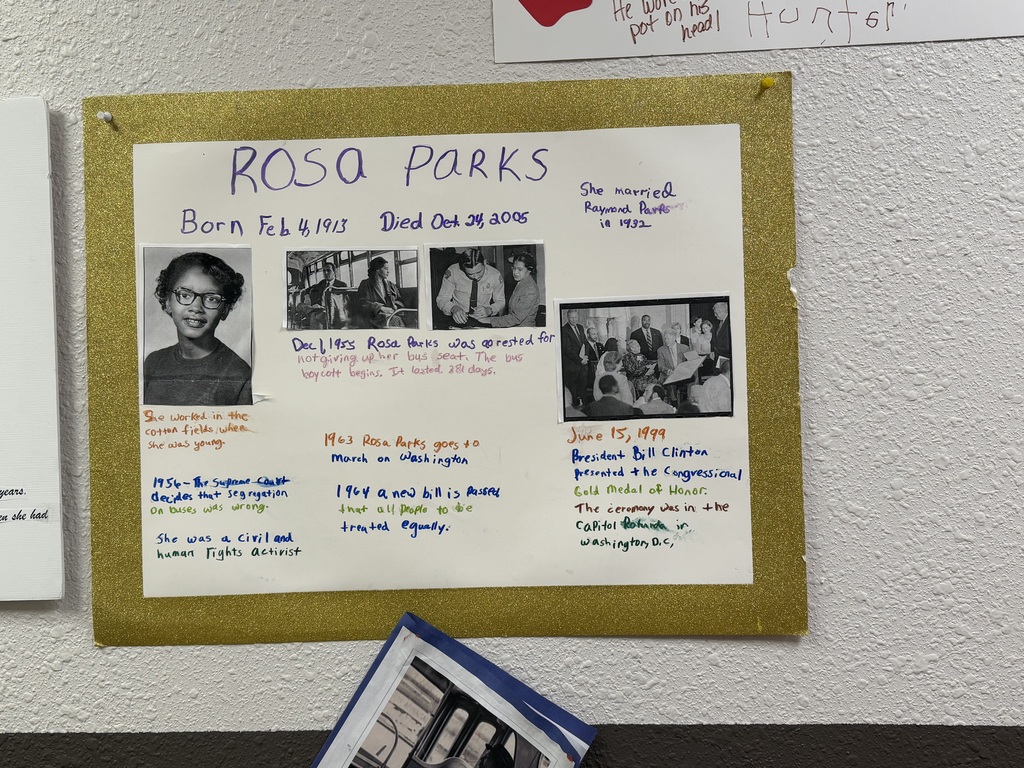 He wore
pot on his
head!
Hunter
years.
en she had
ROSA PARKS
Born Feb 4, 1913
Died Oct 24, 2005
She married
Raymond Parks
in 1932
Dec 1, 1955 Rosa Parks was arrested for
not giving up her bus seat. The bus
boycott begins. It lasted 381 days.
She worked in the
cotton fields when
she was young.
1956 - The Supreme Court
decides that segregation
on buses was wrong.
She was a civil and
human rights activist
1963 Rosa Parks goes to
march on Washington
1964 a new bill is passed
that all people to be
treated equally.
June 15, 1999
President Bill Clinton
presented the Congressional
Gold Medal of Honor.
The ceremony was in the
Capitol Rotunda in
Washington, D.C,